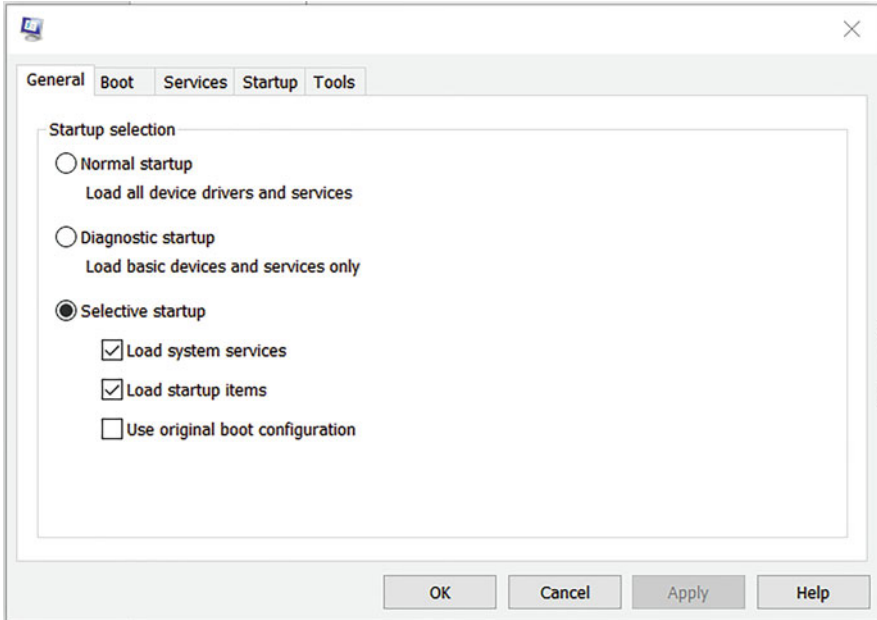 General Boot Services Startup Tools
Startup selection
Normal startup
Load all device drivers and services
Diagnostic startup
Load basic devices and services only
Selective startup
Load system services
Load startup items
Use original boot configuration
OK Cancel Apply Help